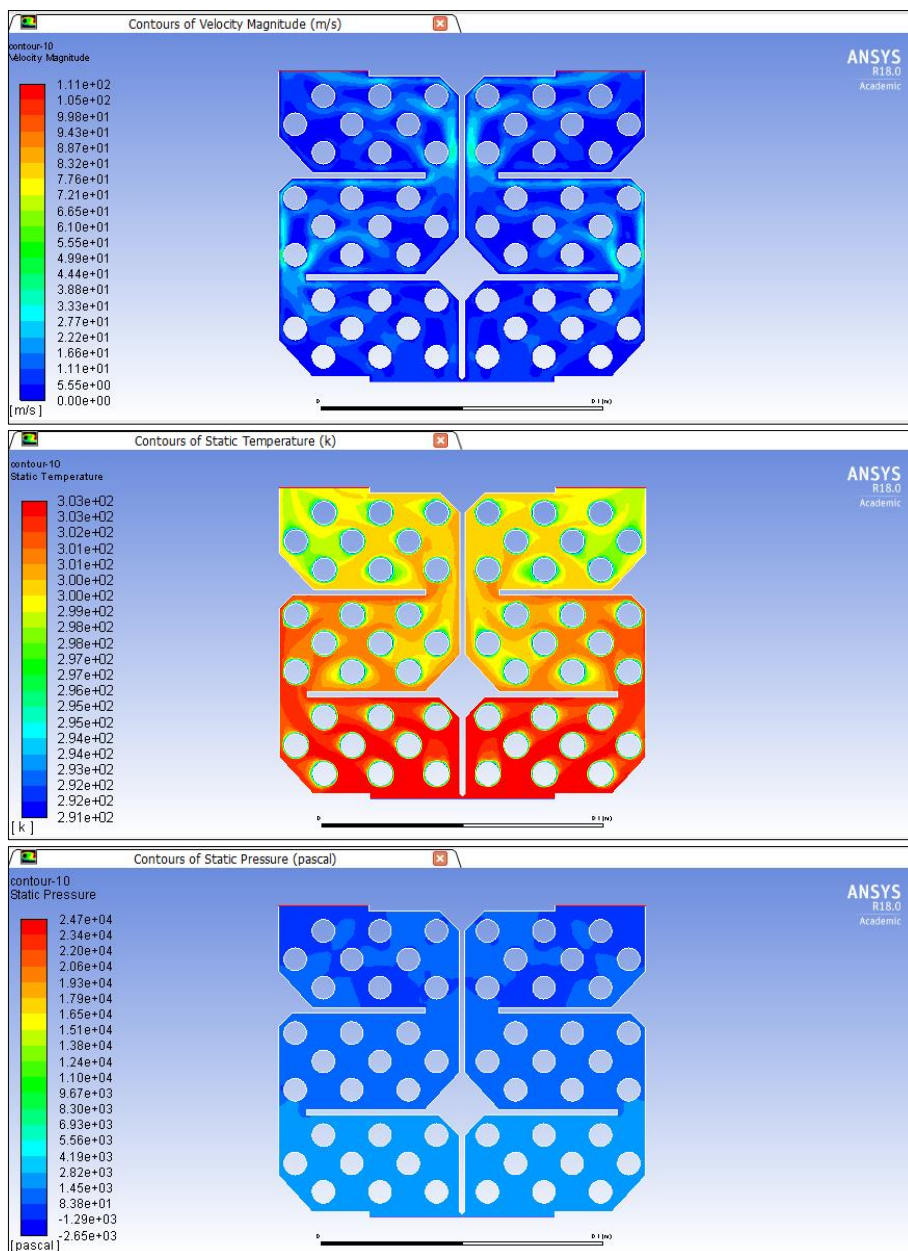 Contours of Velocity Magnitude (m/s)
contour-10
Velocity Magnitude
ANSYS
R18.0
Academic
1.11e+02
1.05e+02
9.98e+01
9.43e+01
8.87e+01
8.32e+01
7.76e+01
7.21e+01
6.65e+01
6.10e+01
5.55e+01
4.99e+01
4.44e+01
3.88e+01
3.33e+01
2.77e+01
2.22e+01
1.66e+01
1.11e+01
5.55e+00
0.00e+00
[m/s]
0
0.1 (m)
Contours of Static Temperature (k)
contour-10
Static Temperature
ANSYS
R18.0
Academic
3.03e+02
3.03e+02
3.02e+02
3.01e+02
3.01e+02
3.00e+02
3.00e+02
2.99e+02
2.98e+02
2.98e+02
2.97e+02
2.97e+02
2.96e+02
2.95e+02
2.95e+02
2.94e+02
2.94e+02
2.93e+02
2.92e+02
2.92e+02
2.91e+02
[k]
0
0.1 (m)
Contours of Static Pressure (pascal)
contour-10
Static Pressure
ANSYS
R18.0
Academic
2.47e+04
2.34e+04
2.20e+04
2.06e+04
1.93e+04
1.79e+04
1.65e+04
1.51e+04
1.38e+04
1.24e+04
1.10e+04
9.67e+03
8.30e+03
6.93e+03
5.56e+03
4.19e+03
2.82e+03
1.45e+03
8.38e+01
-1.29e+03
-2.65e+03
[pascal]
0
0.1 (m)